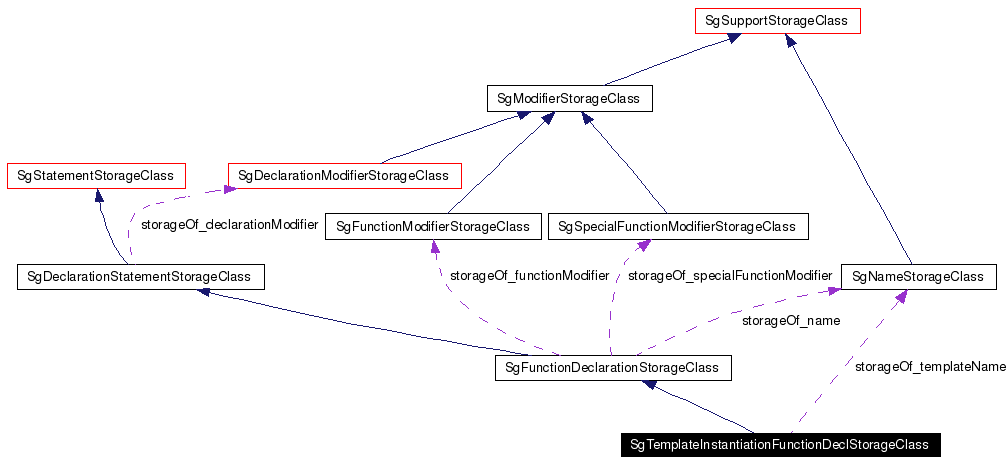 SgSupportStorageClass
SgModifierStorageClass
SgStatementStorageClass
SgDeclarationModifierStorageClass
storageOf_declarationModifier
SgFunctionModifierStorageClass
SgSpecialFunctionModifierStorageClass
SgDeclarationStatementStorageClass
storageOf_functionModifier
storageOf_specialFunctionModifier
SgNameStorageClass
storageOf_name
SgFunctionDeclarationStorageClass
storageOf_templateName
SgTemplateInstantiationFunctionDeclStorageClass